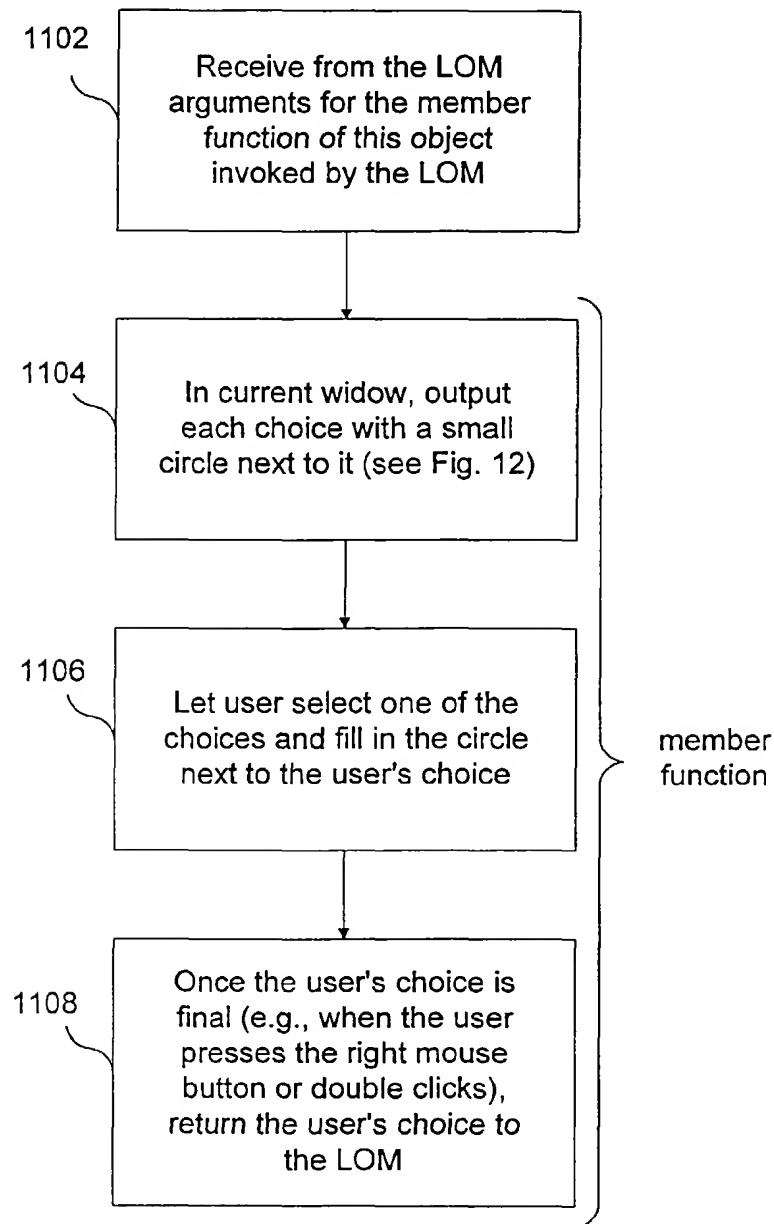 1102
Receive from the LOM
arguments for the member
function of this object
invoked by the LOM
1104
In current widow, output
each choice with a small
circle next to it (see Fig. 12)
1106
Let user select one of the
choices and fill in the circle
next to the user's choice
member
function
1108
Once the user's choice is
final (e.g., when the user
presses the right mouse
button or double clicks),
return the user's choice to
the LOM